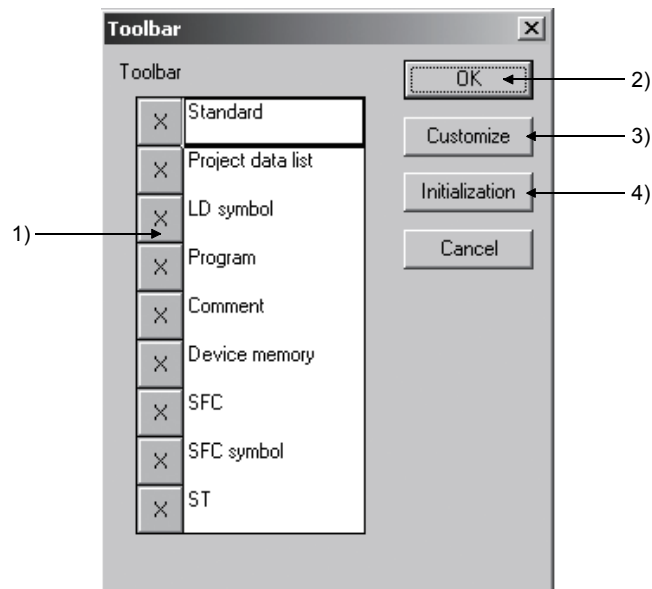 Toolbar
Toolbar
X Standard
X Project data list
X LD symbol
X Program
X Comment
X Device memory
X SFC
X SFC symbol
X ST
OK
Customize
Initialization
Cancel
1)
2)
3)
4)